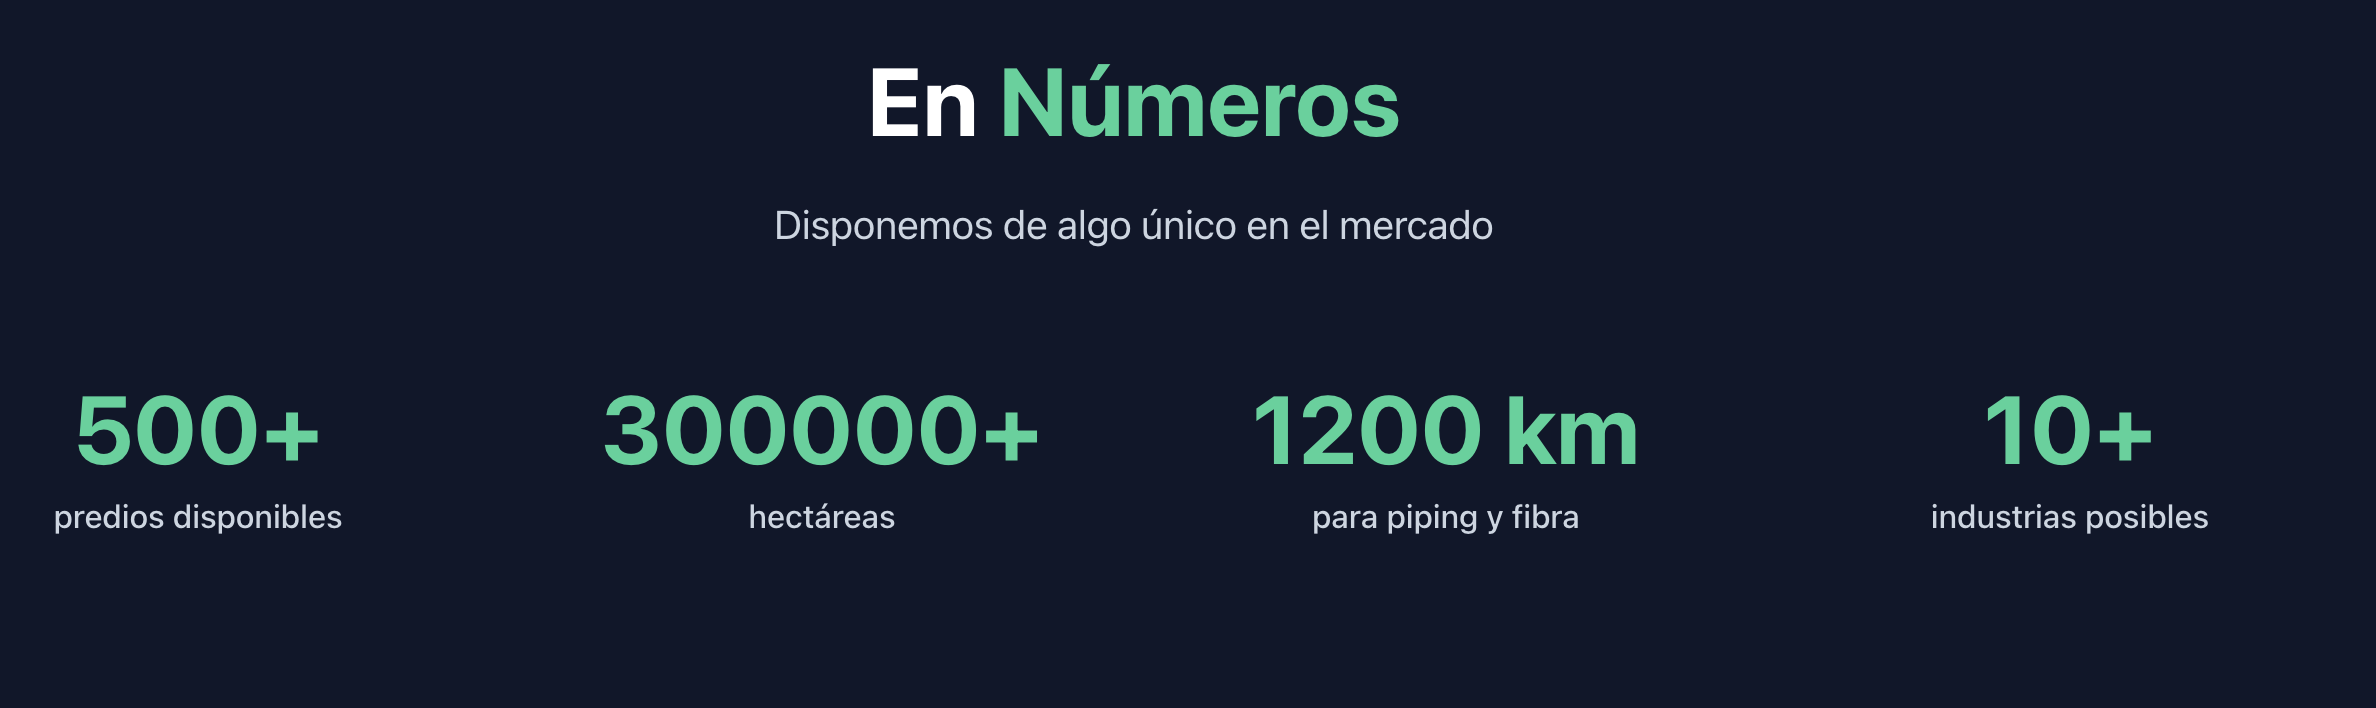 En Números
Disponemos de algo único en el mercado
500+
predios disponibles
300000+
hectáreas
1200 km
para piping y fibra
10+
industrias posibles